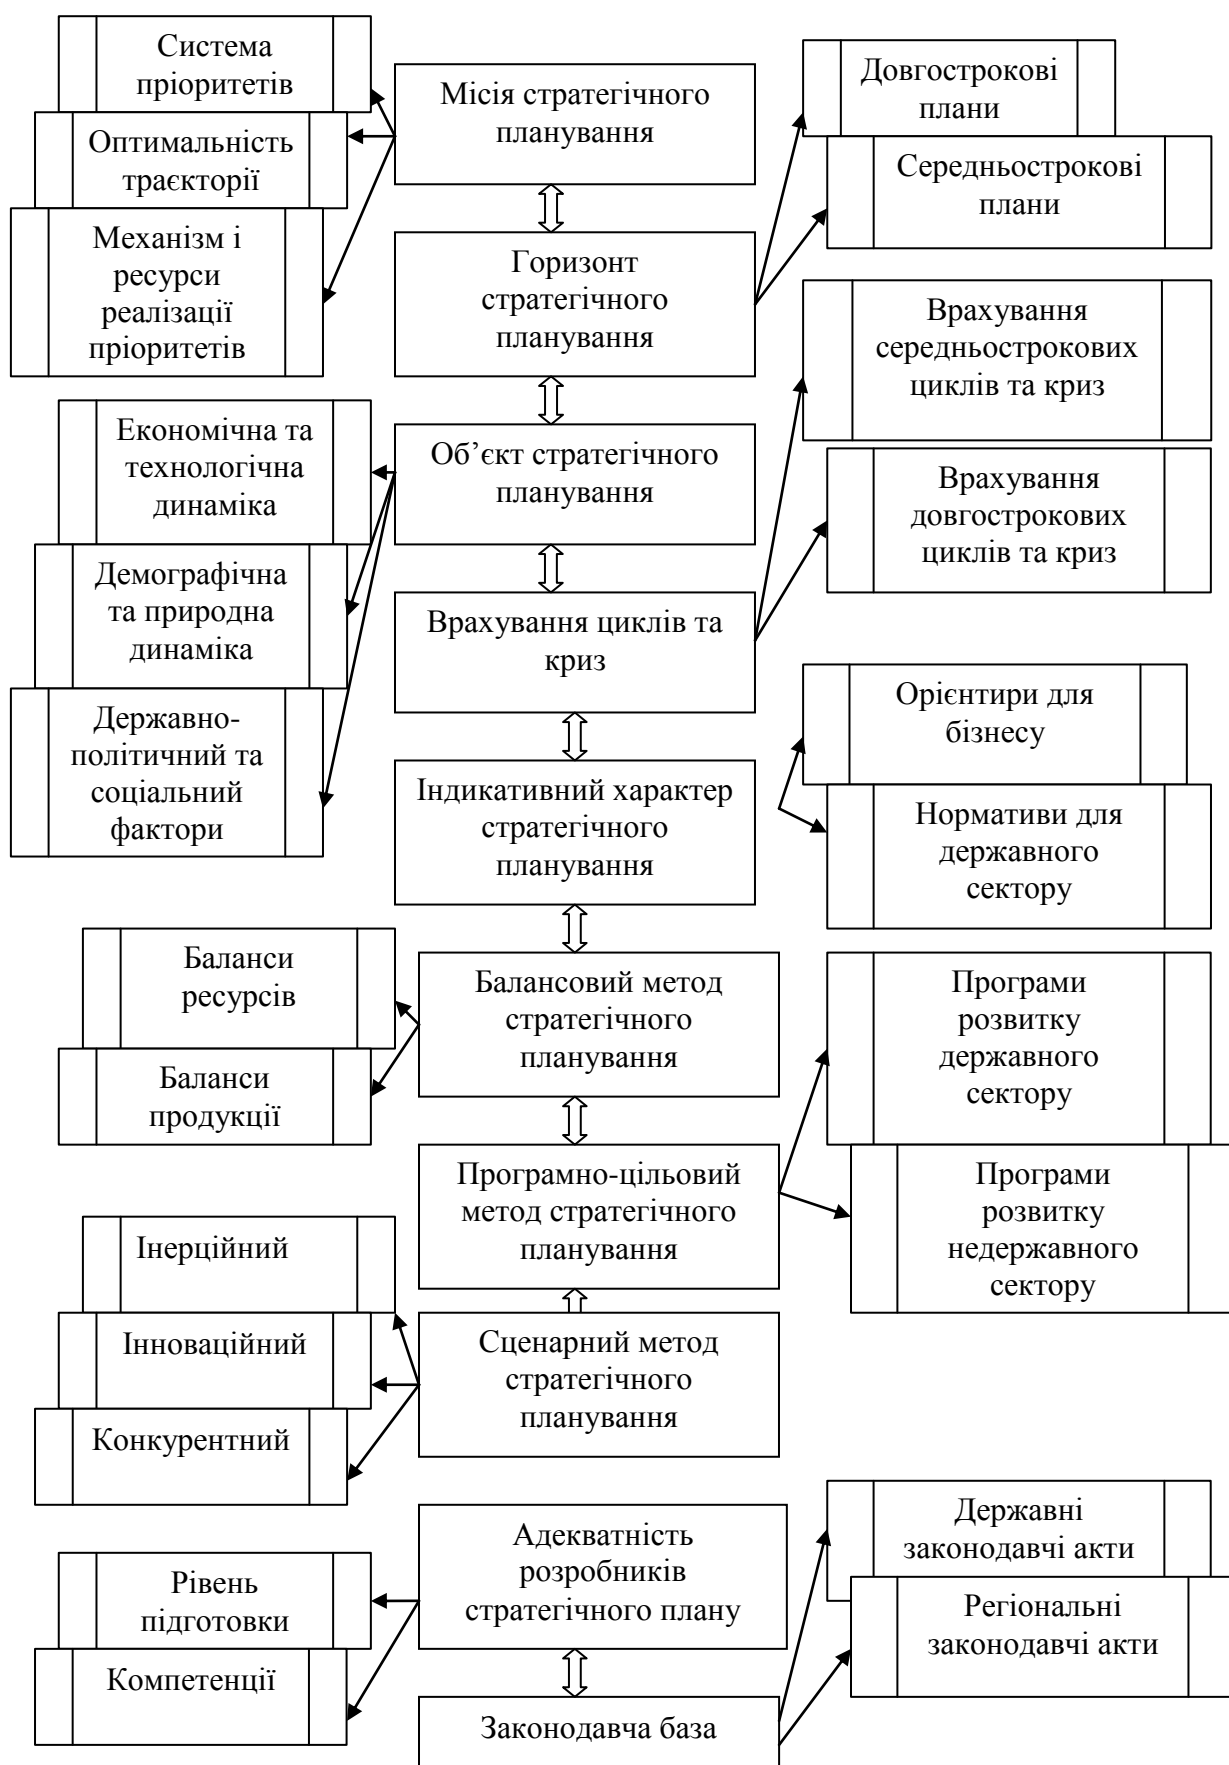 Система
пріоритетів
Оптимальність
траєкторії
Механізм і
ресурси
реалізації
пріоритетів
Місія стратегічного
планування
Довгострокові
плани
Середньострокові
плани
Горизонт
стратегічного
планування
Врахування
середньострокових
циклів та криз
Економічна та
технологічна
динаміка
Об’єкт стратегічного
планування
Врахування
довгострокових
циклів та криз
Демографічна
та природна
динаміка
Врахування циклів та
криз
Державно-
політичний та
соціальний
фактори
Орієнтири для
бізнесу
Індикативний характер
стратегічного
планування
Нормативи для
державного
сектору
Баланси
ресурсів
Баланси
продукції
Балансовий метод
стратегічного
планування
Програми
розвитку
державного
сектору
Програмно-цільовий
метод стратегічного
планування
Програми
розвитку
недержавного
сектору
Інерційний
Інноваційний
Конкурентний
Сценарний метод
стратегічного
планування
Адекватність
розробників
стратегічного плану
Державні
законодавчі акти
Рівень
підготовки
Компетенції
Регіональні
законодавчі акти
Законодавча база